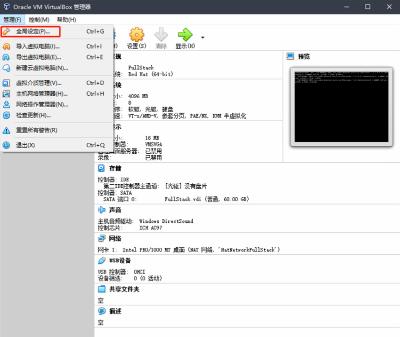 Oracle VM VirtualBox 管理器
管理(F) 控制(M) 帮助(H)
全局设定(P)... Ctrl+G
导入虚拟电脑(I)... Ctrl+I
导出虚拟电脑(E)... Ctrl+E
新建云虚拟电脑(N)...
虚拟介质管理(V)... Ctrl+D
主机网络管理器(H)... Ctrl+H
网络操作管理器(N)...
检查更新(H)...
重置所有警告(R)
退出(X) Ctrl+Q
设置(S) 清除 显示(T)
预览
FullStack
Red Hat (64-bit)
4096 MB
8
软驱, 光驱, 硬盘
VT-x/AMD-V, 嵌套分页, PAE/NX, KVM 半虚拟化
16 MB
VMSVGA
已禁用
已禁用
存储
控制器: IDE
第二IDE控制器主通道: [光驱] 没有盘片
控制器: SATA
SATA 端口 0: FullStack.vdi (普通, 60.00 GB)
声音
主机音频驱动: Windows DirectSound
控制芯片: ICH AC97
网络
网卡 1: Intel PRO/1000 MT 桌面 (NAT 网络, 'NatNetworkFullStack')
USB设备
USB 控制器: OHCI
设备筛选: 0 (0 活动)
共享文件夹
空
描述
空